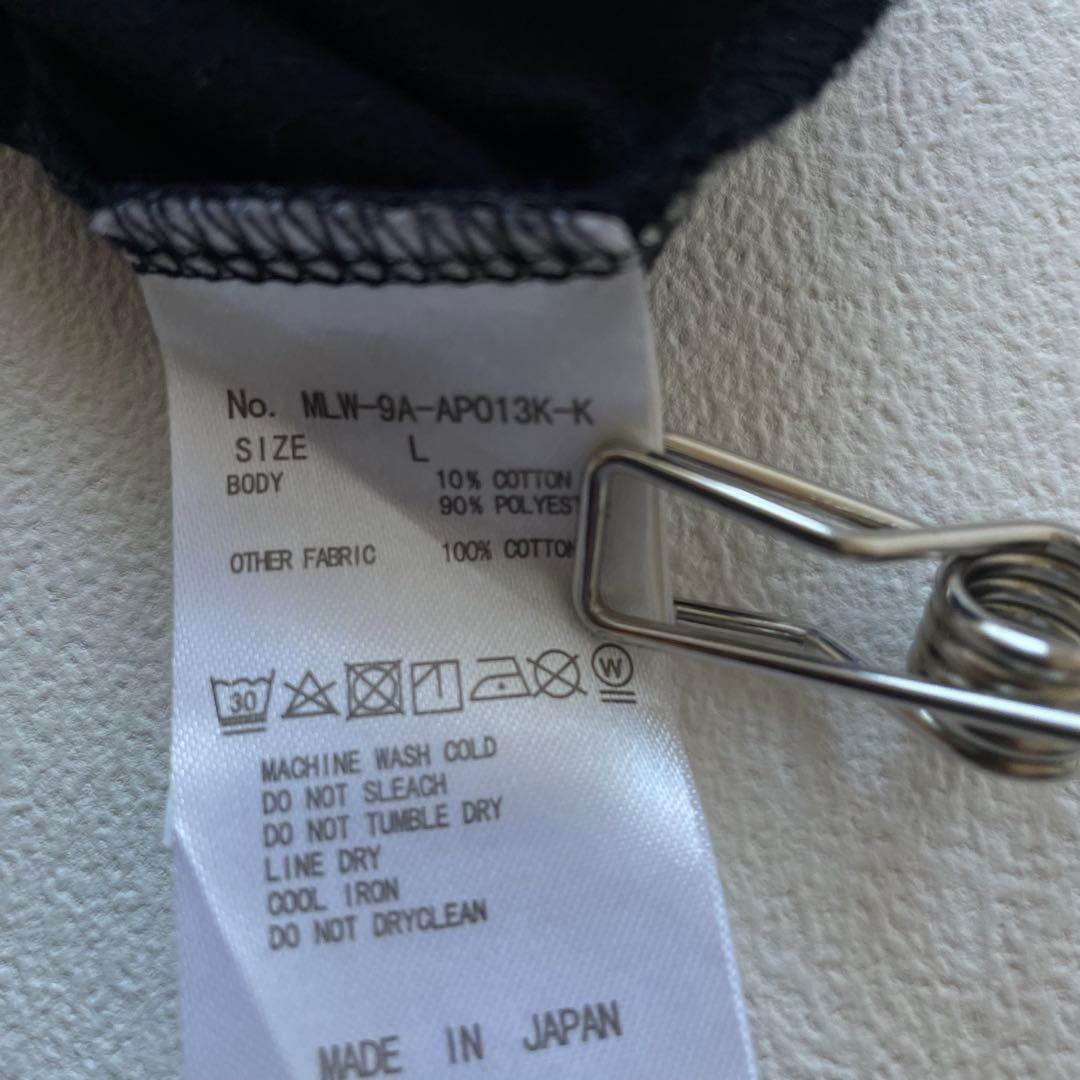 No. MLW-9A-AP013K-K
SIZE L
BODY 10% COTTON
90% POLYEST
OTHER FABRIC 100% COTTON
30 W
MACHINE WASH COLD
DO NOT SLEACH
DO NOT TUMBLE DRY
LINE DRY
COOL IRON
DO NOT DRYCLEAN
MADE IN JAPAN